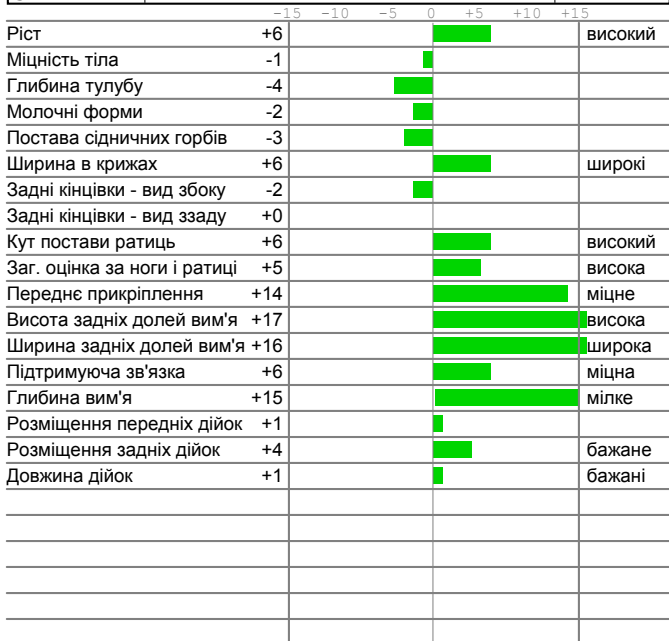 -15 -10 -5 0 +5 +10 +15
Ріст +6 високий
Міцність тіла -1
Глибина тулубу -4
Молочні форми -2
Постава сідничних горбів -3
Ширина в крижах +6 широкі
Задні кінцівки - вид збоку -2
Задні кінцівки - вид ззаду +0
Кут постави ратиць +6 високий
Заг. оцінка за ноги і ратиці +5 висока
Переднє прикріплення +14 міцне
Висота задніх долей вим'я +17 висока
Ширина задніх долей вим'я +16 широка
Підтримуюча зв'язка +6 міцна
Глибина вим'я +15 мілке
Розміщення передніх дійок +1
Розміщення задніх дійок +4 бажане
Довжина дійок +1 бажані